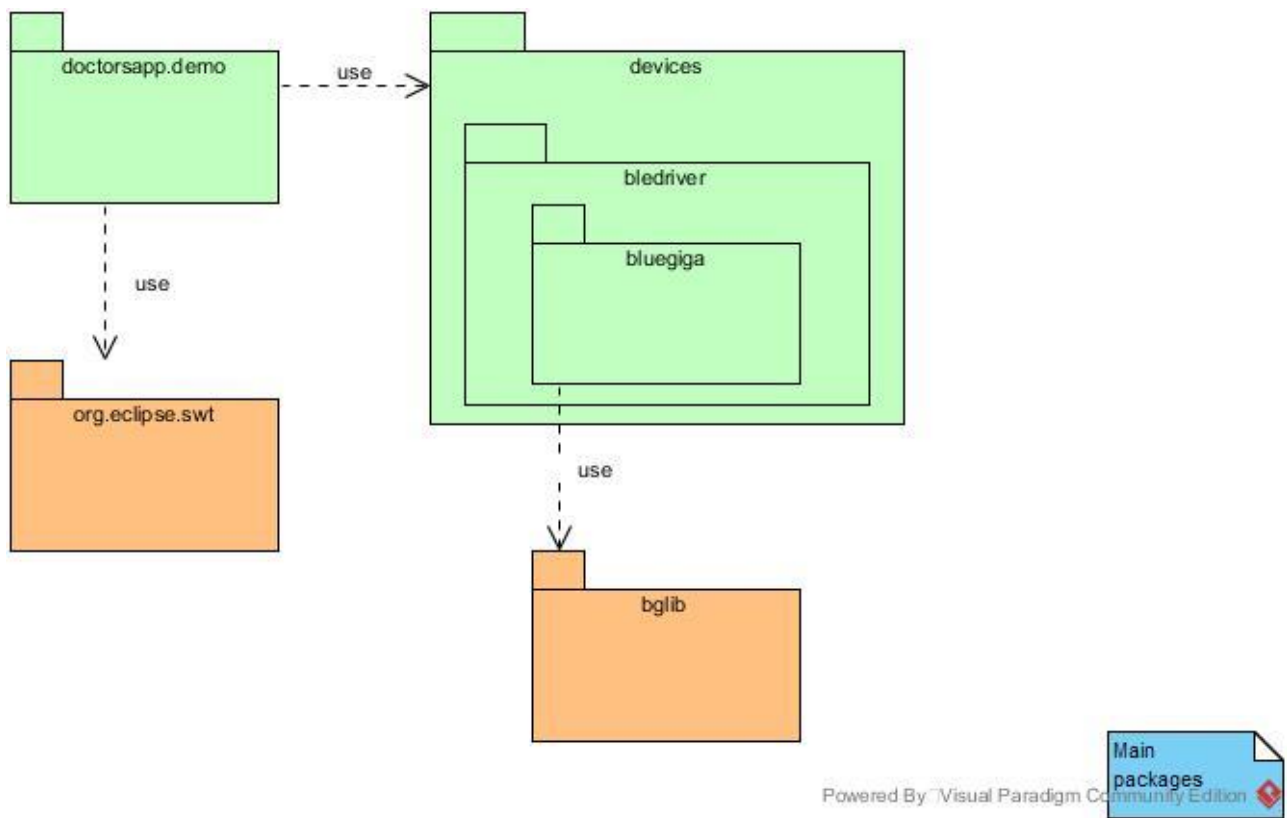 doctorsapp.demo
use
devices
bledriver
bluegiga
use
org.eclipse.swt
use
bglib
Main
packages
Powered By Visual Paradigm Community Edition